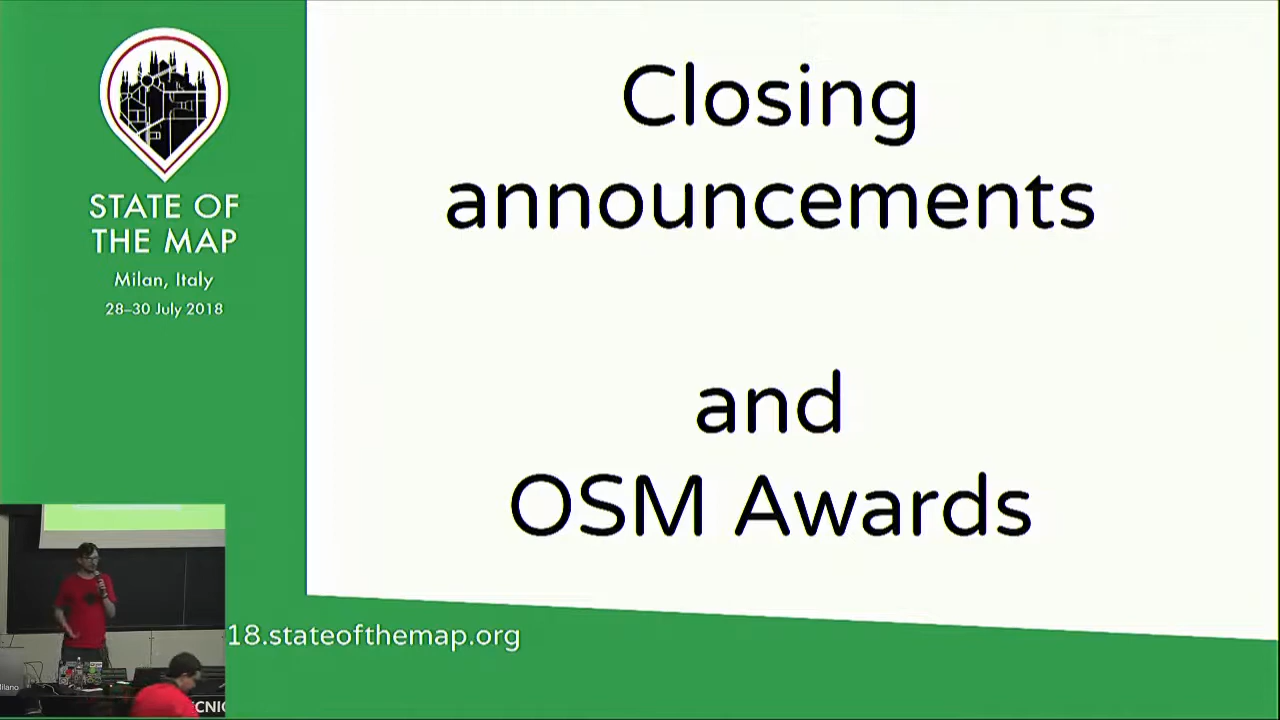 STATE OF
THE MAP
Milan, Italy
28–30 July 2018
Closing
announcements
and
OSM Awards
18.stateofthemap.org